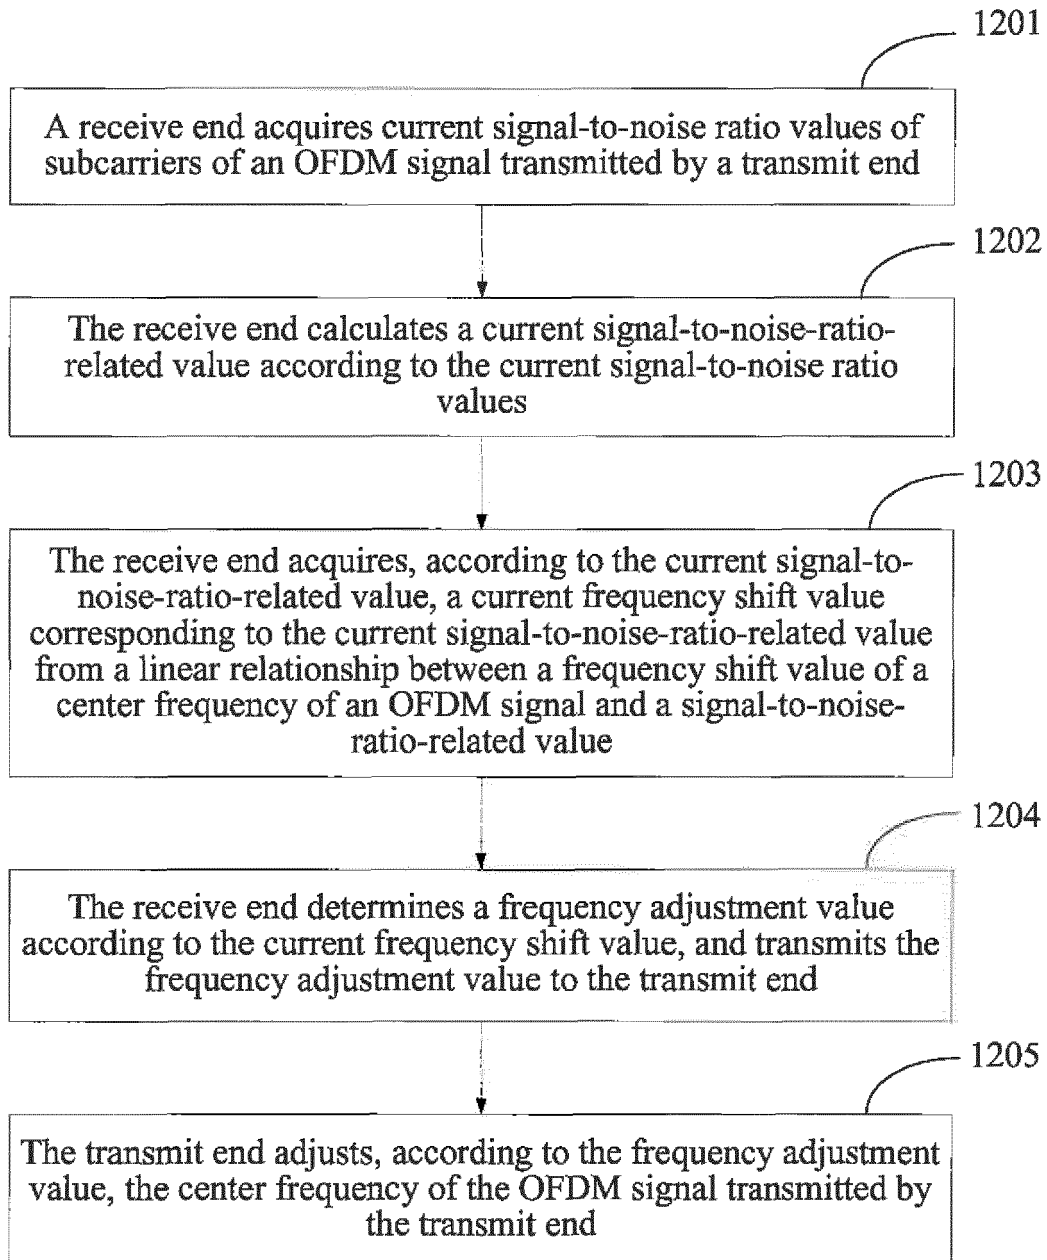 1201
A receive end acquires current signal-to-noise ratio values of
subcarriers of an OFDM signal transmitted by a transmit end
1202
The receive end calculates a current signal-to-noise-ratio-
related value according to the current signal-to-noise ratio
values
1203
The receive end acquires, according to the current signal-to-
noise-ratio-related value, a current frequency shift value
corresponding to the current signal-to-noise-ratio-related value
from a linear relationship between a frequency shift value of a
center frequency of an OFDM signal and a signal-to-noise-
ratio-related value
1204
The receive end determines a frequency adjustment value
according to the current frequency shift value, and transmits the
frequency adjustment value to the transmit end
1205
The transmit end adjusts, according to the frequency adjustment
value, the center frequency of the OFDM signal transmitted by
the transmit end